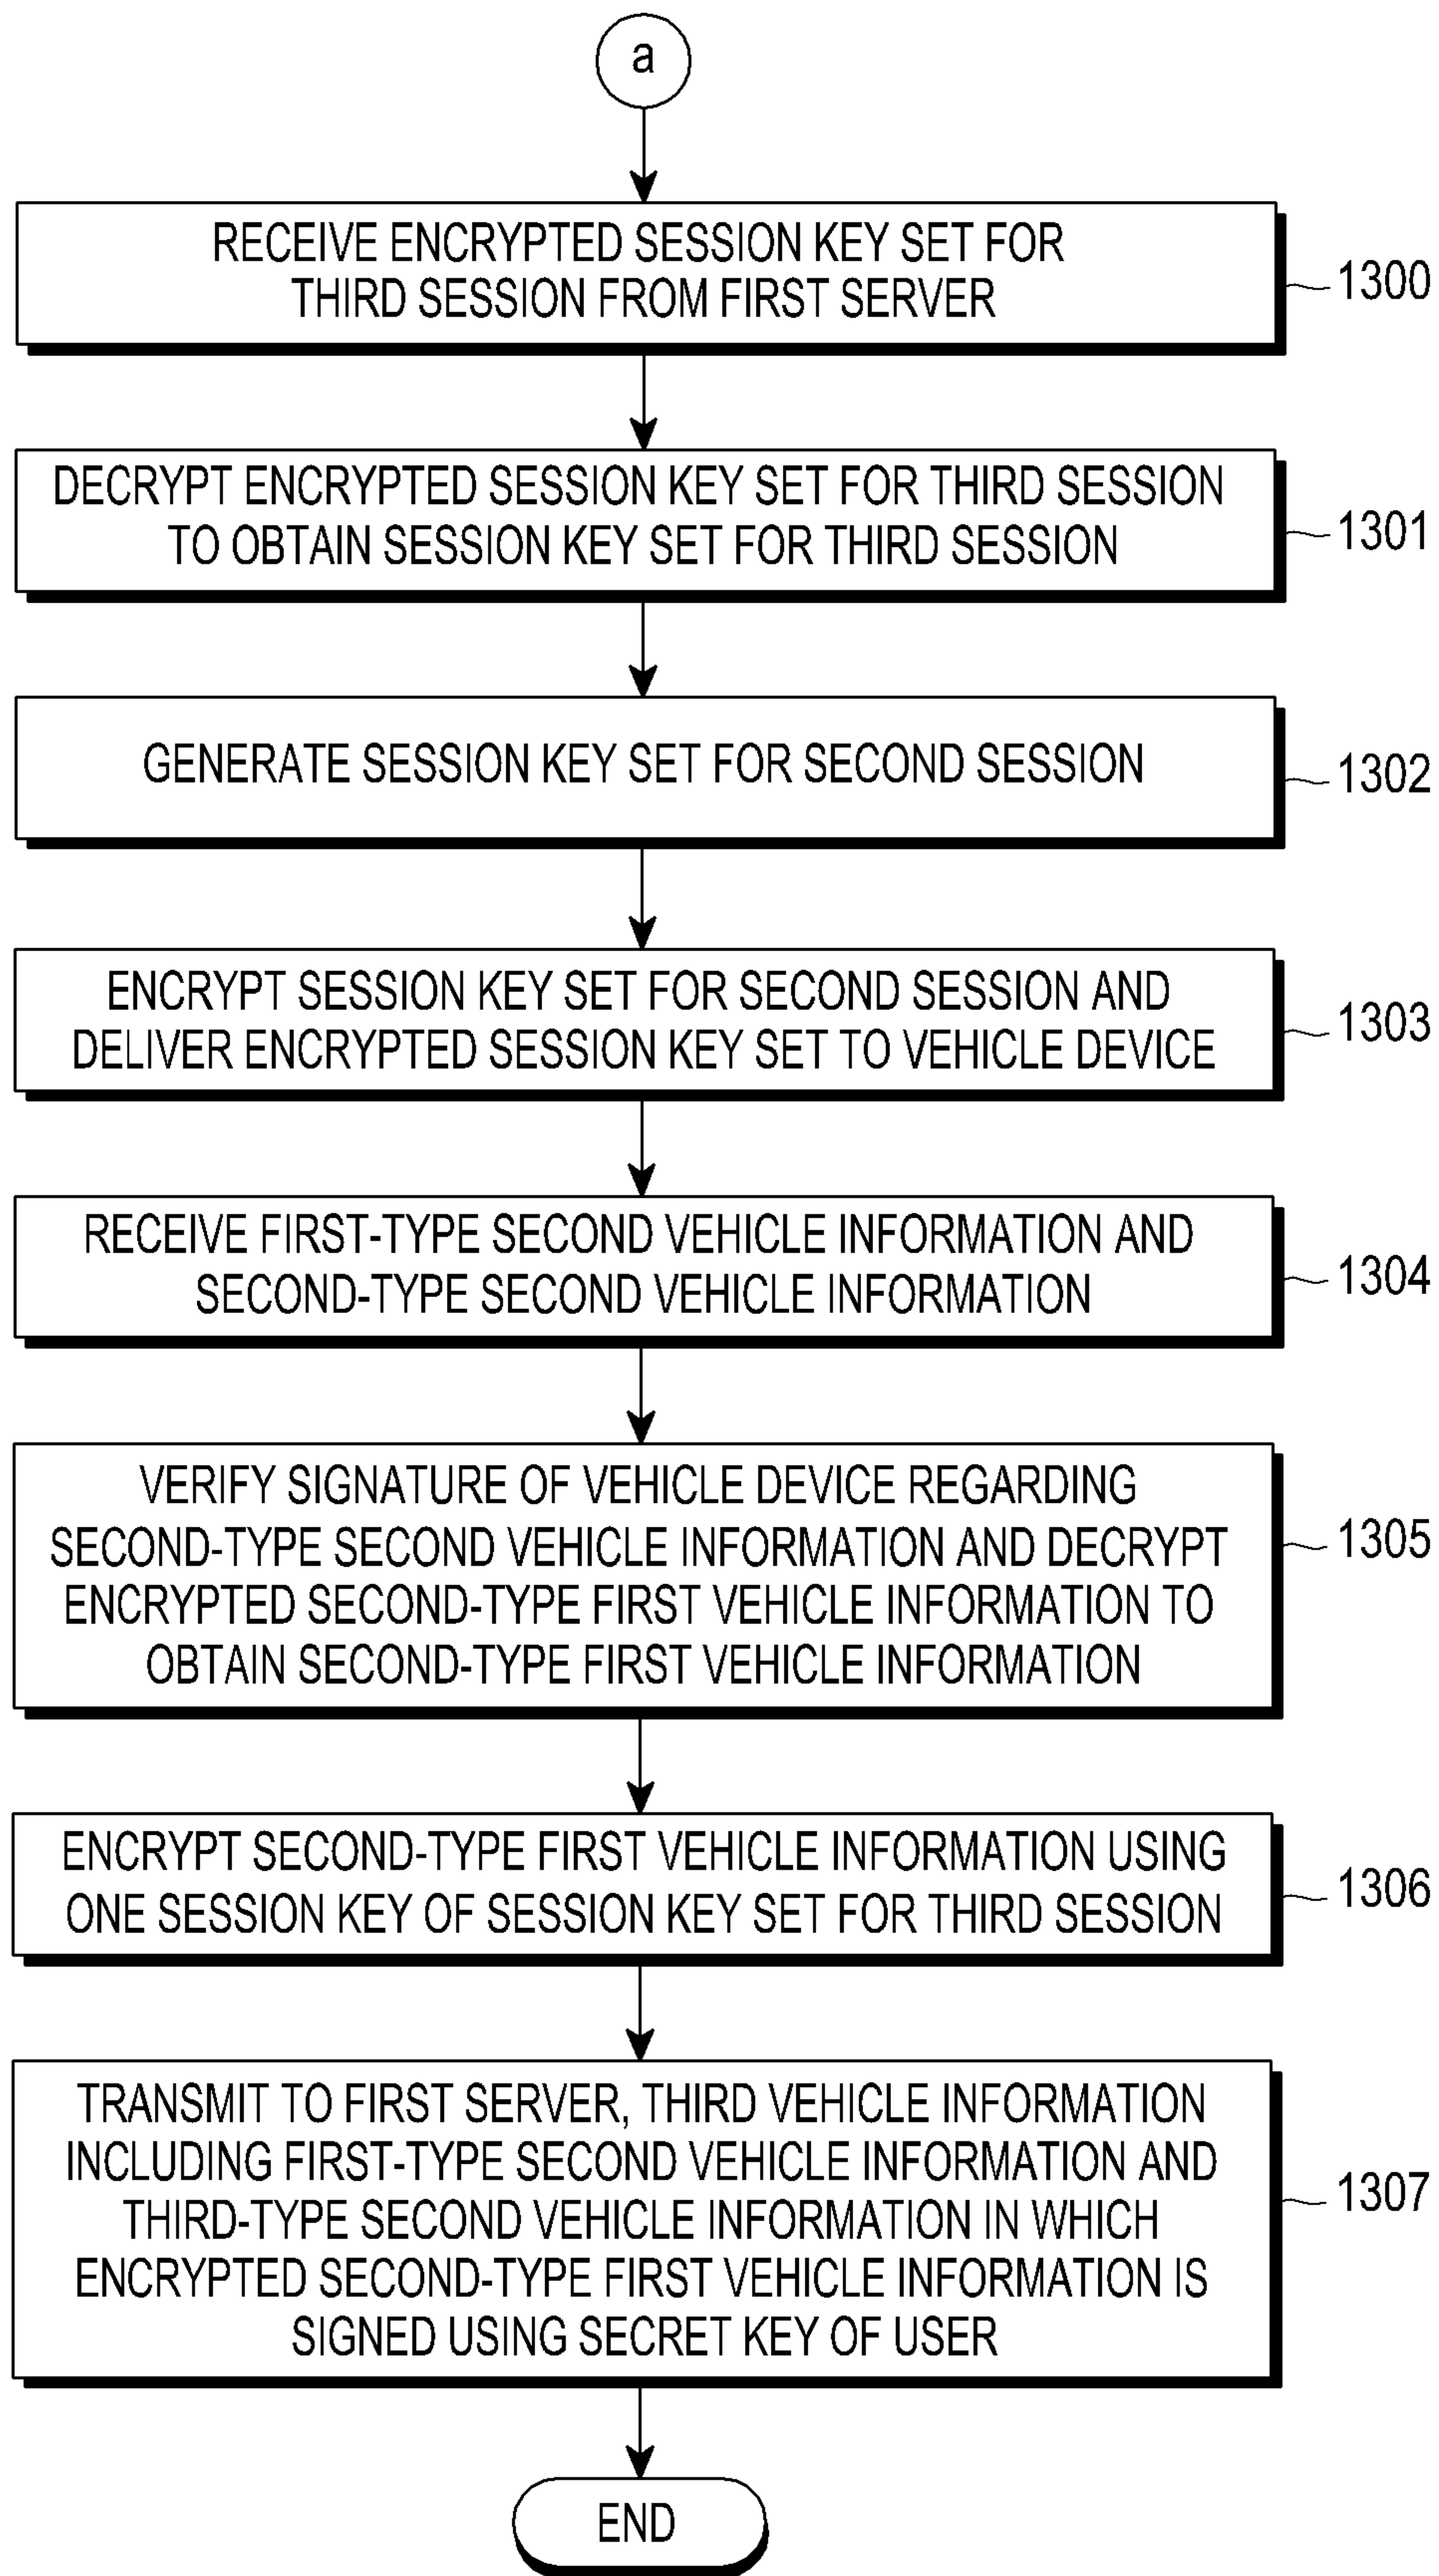 a
RECEIVE ENCRYPTED SESSION KEY SET FOR
THIRD SESSION FROM FIRST SERVER
1300
DECRYPT ENCRYPTED SESSION KEY SET FOR THIRD SESSION
TO OBTAIN SESSION KEY SET FOR THIRD SESSION
1301
GENERATE SESSION KEY SET FOR SECOND SESSION
1302
ENCRYPT SESSION KEY SET FOR SECOND SESSION AND
DELIVER ENCRYPTED SESSION KEY SET TO VEHICLE DEVICE
1303
RECEIVE FIRST-TYPE SECOND VEHICLE INFORMATION AND
SECOND-TYPE SECOND VEHICLE INFORMATION
1304
VERIFY SIGNATURE OF VEHICLE DEVICE REGARDING
SECOND-TYPE SECOND VEHICLE INFORMATION AND DECRYPT
ENCRYPTED SECOND-TYPE FIRST VEHICLE INFORMATION TO
OBTAIN SECOND-TYPE FIRST VEHICLE INFORMATION
1305
ENCRYPT SECOND-TYPE FIRST VEHICLE INFORMATION USING
ONE SESSION KEY OF SESSION KEY SET FOR THIRD SESSION
1306
TRANSMIT TO FIRST SERVER, THIRD VEHICLE INFORMATION
INCLUDING FIRST-TYPE SECOND VEHICLE INFORMATION AND
THIRD-TYPE SECOND VEHICLE INFORMATION IN WHICH
ENCRYPTED SECOND-TYPE FIRST VEHICLE INFORMATION IS
SIGNED USING SECRET KEY OF USER
1307
END